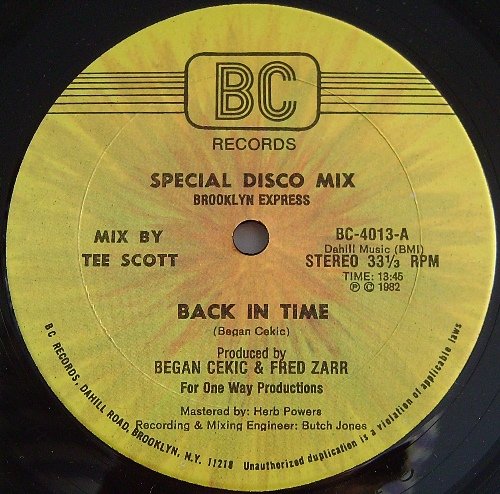 BC
RECORDS
SPECIAL DISCO MIX
BROOKLYN EXPRESS
MIX BY
TEE SCOTT
BC-4013-A
Dahill Music (BMI)
STEREO 33⅓ RPM
TIME: 13:45
℗ © 1982
BACK IN TIME
(Began Cekic)
Produced by
BEGAN CEKIC & FRED ZARR
For One Way Productions
Mastered by: Herb Powers
Recording & Mixing Engineer: Butch Jones
BC RECORDS, DAHILL ROAD, BROOKLYN, N.Y. 11218 Unauthorized duplication is a violation of applicable laws